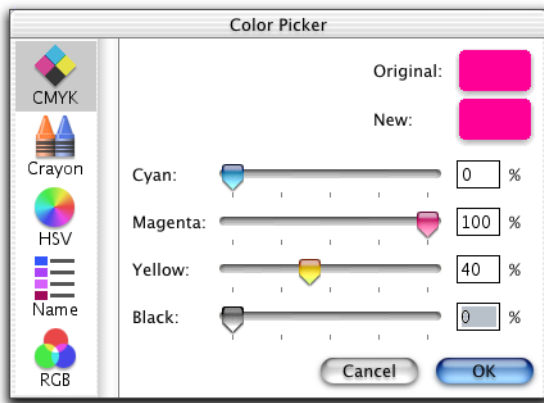 Color Picker
CMYK
Crayon
HSV
Name
RGB
Original:
New:
Cyan: 0 %
Magenta: 100 %
Yellow: 40 %
Black: 0 %
Cancel OK